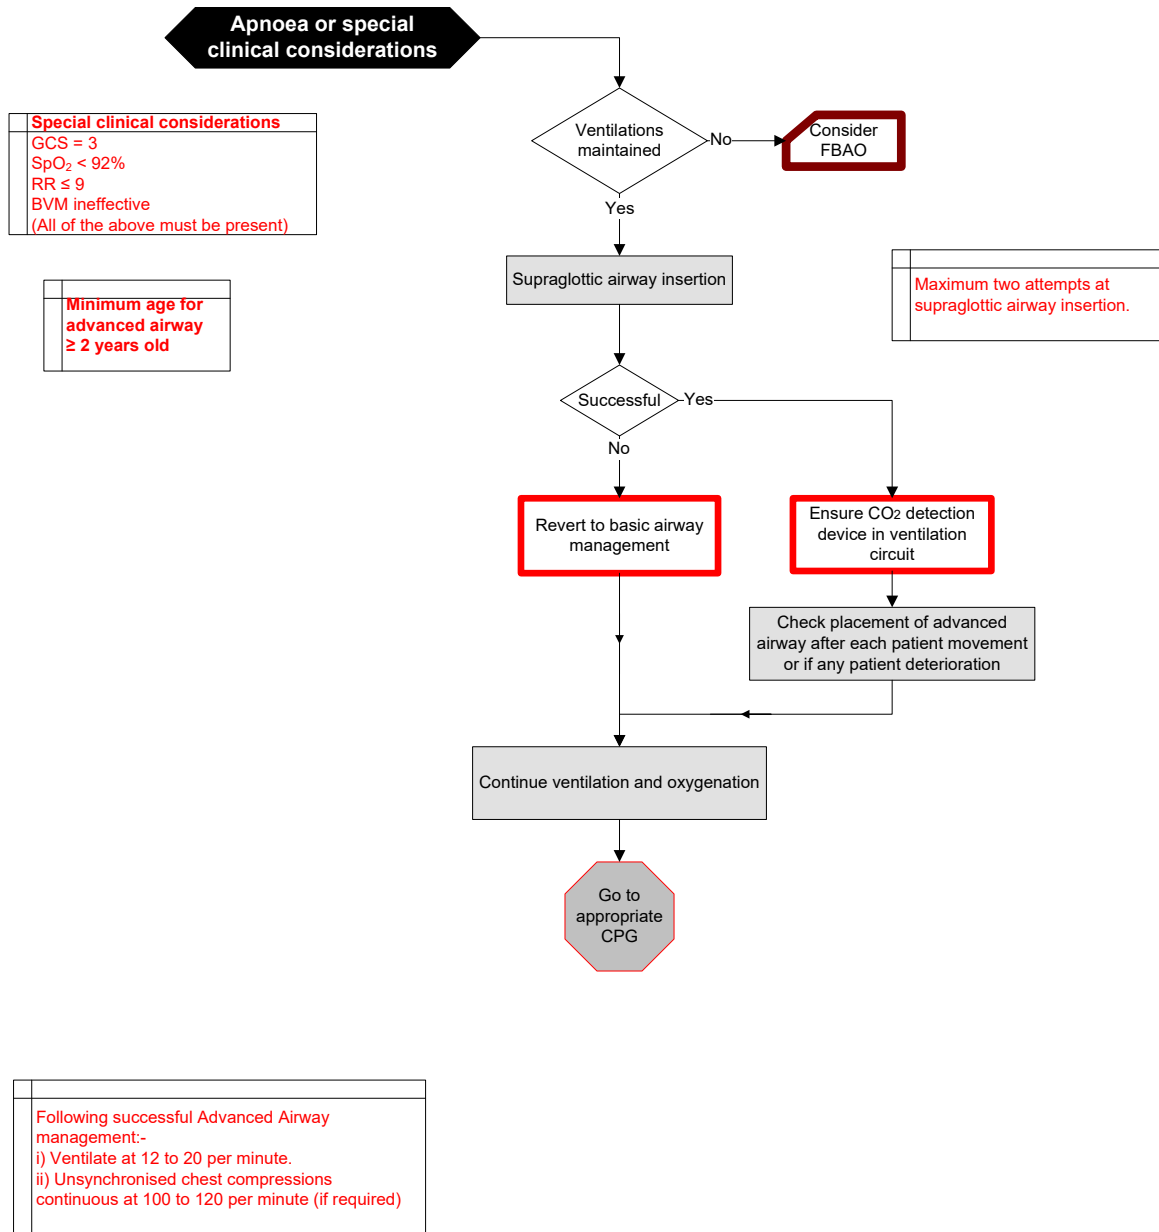 Apnoea or special
clinical considerations
Special clinical considerations
GCS = 3
SpO₂ < 92%
RR ≤ 9
BVM ineffective
(All of the above must be present)
Ventilations
maintained
No
Consider
FBAO
Yes
Supraglottic airway insertion
Minimum age for
advanced airway
≥ 2 years old
Maximum two attempts at
supraglottic airway insertion.
Successful
Yes
No
Revert to basic airway
management
Ensure CO₂ detection
device in ventilation
circuit
Check placement of advanced
airway after each patient movement
or if any patient deterioration
Continue ventilation and oxygenation
Go to
appropriate
CPG
Following successful Advanced Airway
management:-
i) Ventilate at 12 to 20 per minute.
ii) Unsynchronised chest compressions
continuous at 100 to 120 per minute (if required)